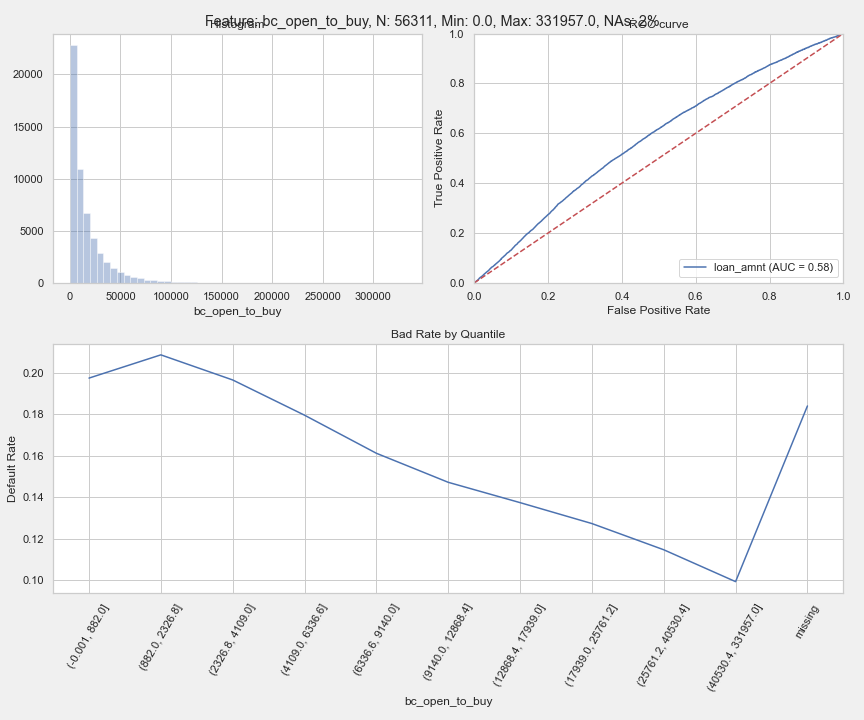 Feature: bc_open_to_buy, N: 56311, Min: 0.0, Max: 331957.0, NAs: 2%
Histogram
ROC curve
20000
15000
10000
5000
0
0 50000 100000 150000 200000 250000 300000
bc_open_to_buy
True Positive Rate
1.0
0.8
0.6
0.4
0.2
0.0
loan_amnt (AUC = 0.58)
0.0 0.2 0.4 0.6 0.8 1.0
False Positive Rate
Bad Rate by Quantile
Default Rate
0.20
0.18
0.16
0.14
0.12
0.10
(-0.001, 882.0]
(882.0, 2326.8]
(2326.8, 4109.0]
(4109.0, 6336.6]
(6336.6, 9140.0]
(9140.0, 12868.4]
(12868.4, 17939.0]
(17939.0, 25761.2]
(25761.2, 40530.4]
(40530.4, 331957.0]
missing
bc_open_to_buy